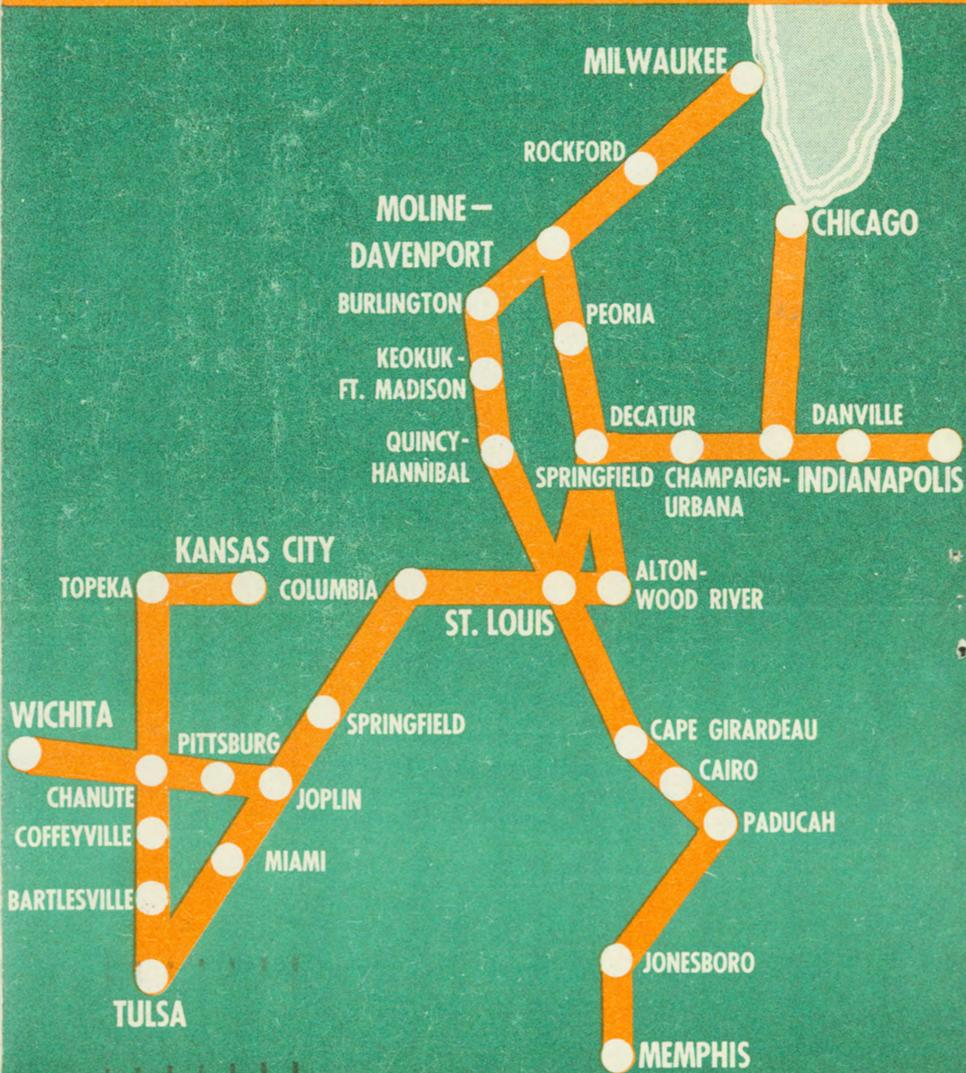 MILWAUKEE
ROCKFORD
MOLINE —
DAVENPORT
CHICAGO
BURLINGTON
PEORIA
KEOKUK -
FT. MADISON
DECATUR
DANVILLE
QUINCY-
HANNIBAL
SPRINGFIELD
CHAMPAIGN-
URBANA
INDIANAPOLIS
KANSAS CITY
TOPEKA
COLUMBIA
ALTON-
WOOD RIVER
ST. LOUIS
WICHITA
SPRINGFIELD
PITTSBURG
CAPE GIRARDEAU
CAIRO
CHANUTE
JOPLIN
COFFEYVILLE
PADUCAH
MIAMI
BARTLESVILLE
JONESBORO
TULSA
MEMPHIS